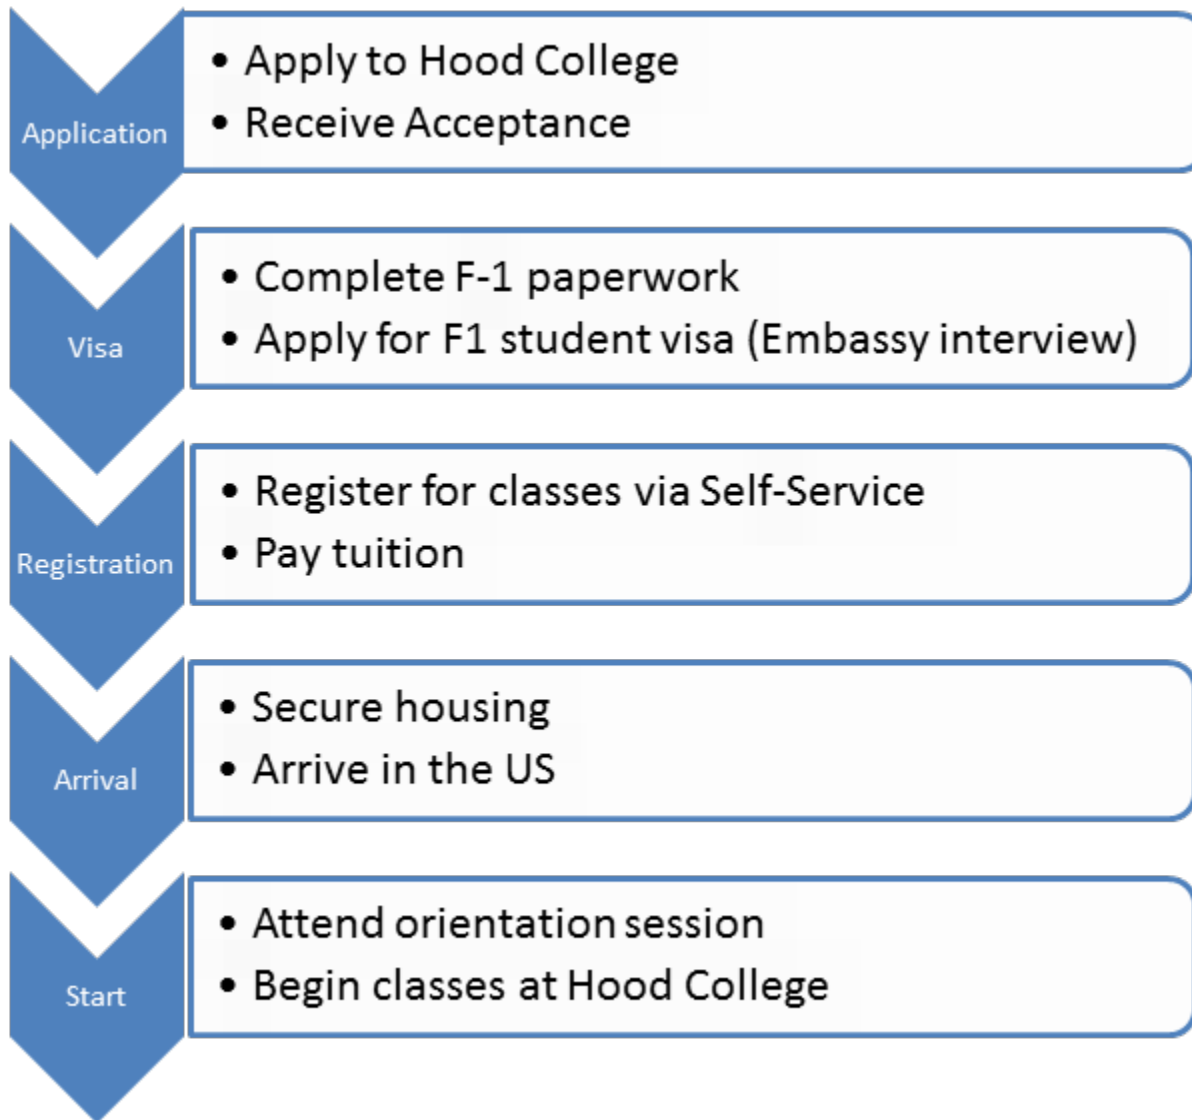 Application
• Apply to Hood College
• Receive Acceptance
Visa
• Complete F-1 paperwork
• Apply for F1 student visa (Embassy interview)
Registration
• Register for classes via Self-Service
• Pay tuition
Arrival
• Secure housing
• Arrive in the US
Start
• Attend orientation session
• Begin classes at Hood College